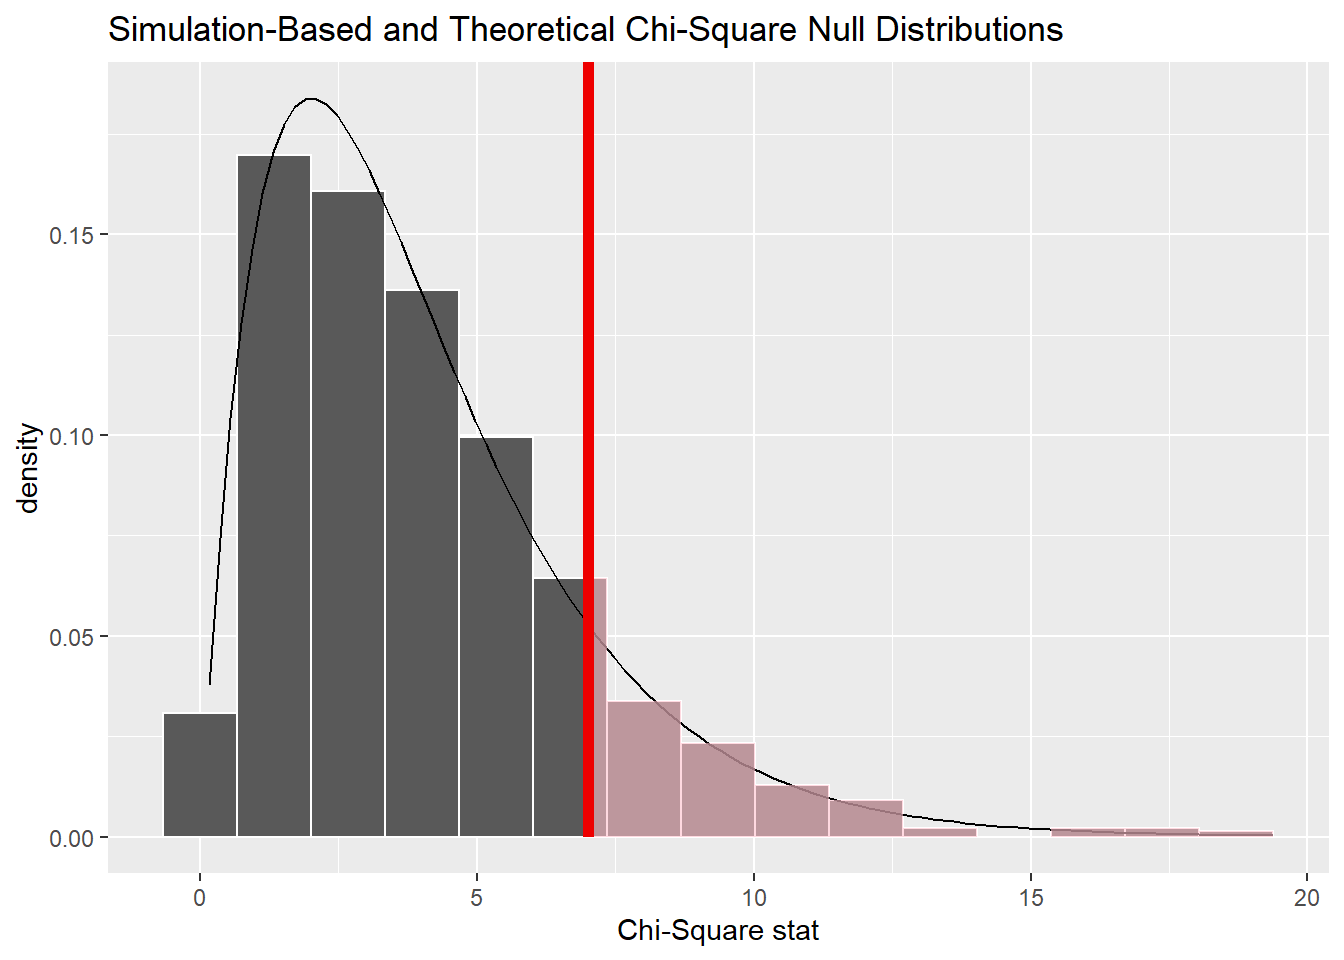 Simulation-Based and Theoretical Chi-Square Null Distributions
density
0.15
0.10
0.05
0.00
0 5 10 15 20
Chi-Square stat